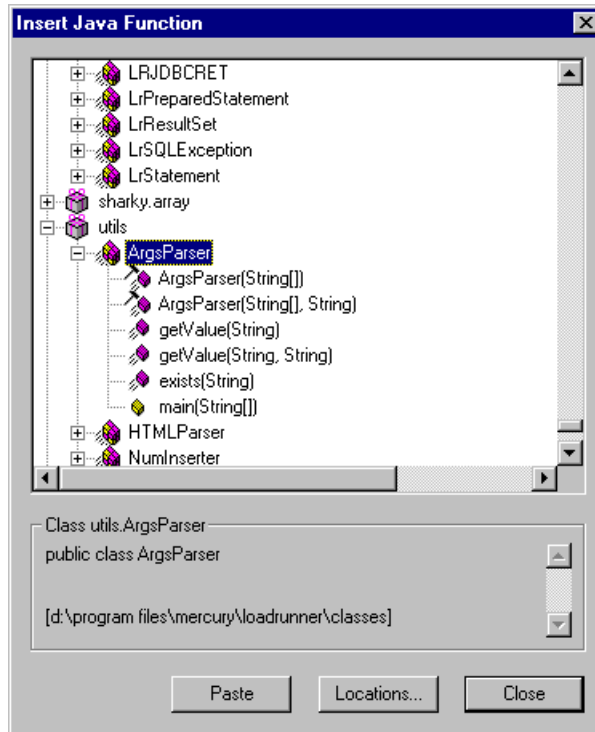 Insert Java Function
LRJDBCRET
LrPreparedStatement
LrResultSet
LrSQLException
LrStatement
sharky.array
utils
ArgsParser
ArgsParser(String[])
ArgsParser(String[], String)
getValue(String)
getValue(String, String)
exists(String)
main(String[])
HTMLParser
NumInserter
Class utils.ArgsParser
public class ArgsParser
[d:\program files\mercury\loadrunner\classes]
Paste Locations... Close